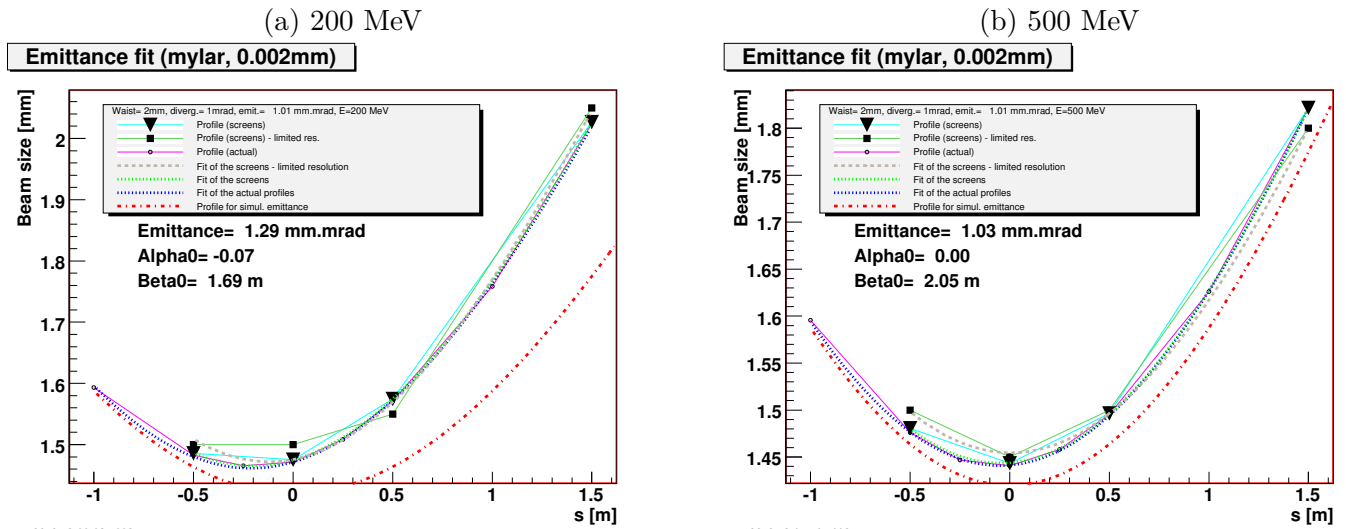 (a) 200 MeV
Emittance fit (mylar, 0.002mm)
Beam size [mm]
2
1.9
1.8
1.7
1.6
1.5
Waist= 2mm, diverg.= 1mrad, emit.= 1.01 mm.mrad, E=200 MeV
Profile (screens)
Profile (screens) - limited res.
Profile (actual)
Fit of the screens - limited resolution
Fit of the screens
Fit of the actual profiles
Profile for simul. emittance
Emittance= 1.29 mm.mrad
Alpha0= -0.07
Beta0= 1.69 m
-1 -0.5 0 0.5 1 1.5
s [m]
(b) 500 MeV
Emittance fit (mylar, 0.002mm)
Beam size [mm]
1.8
1.75
1.7
1.65
1.6
1.55
1.5
1.45
Waist= 2mm, diverg.= 1mrad, emit.= 1.01 mm.mrad, E=500 MeV
Profile (screens)
Profile (screens) - limited res.
Profile (actual)
Fit of the screens - limited resolution
Fit of the screens
Fit of the actual profiles
Profile for simul. emittance
Emittance= 1.03 mm.mrad
Alpha0= 0.00
Beta0= 2.05 m
-1 -0.5 0 0.5 1 1.5
s [m]